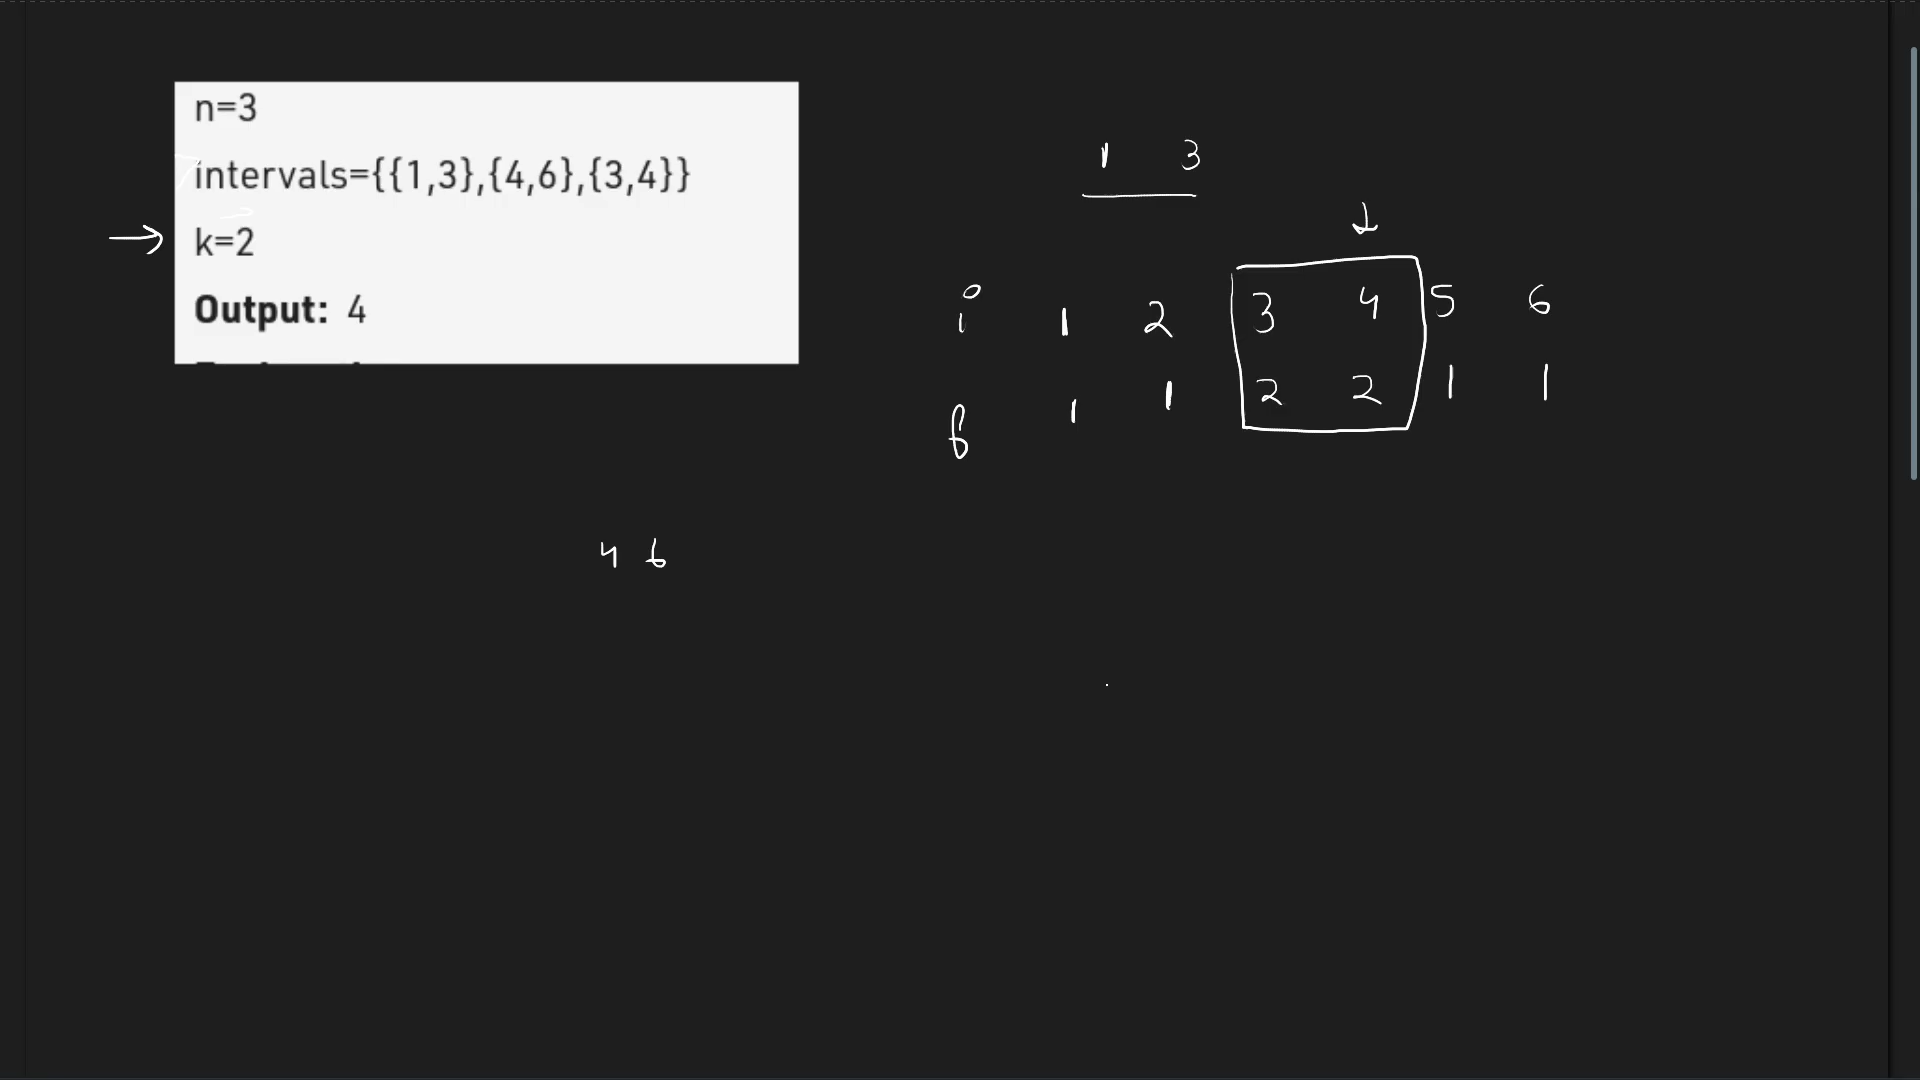 n=3
intervals={{1,3},{4,6},{3,4}}
k=2
Output: 4
1 3
i 1 2 3 4 5 6
f 1 1 2 2 1 1
4 6